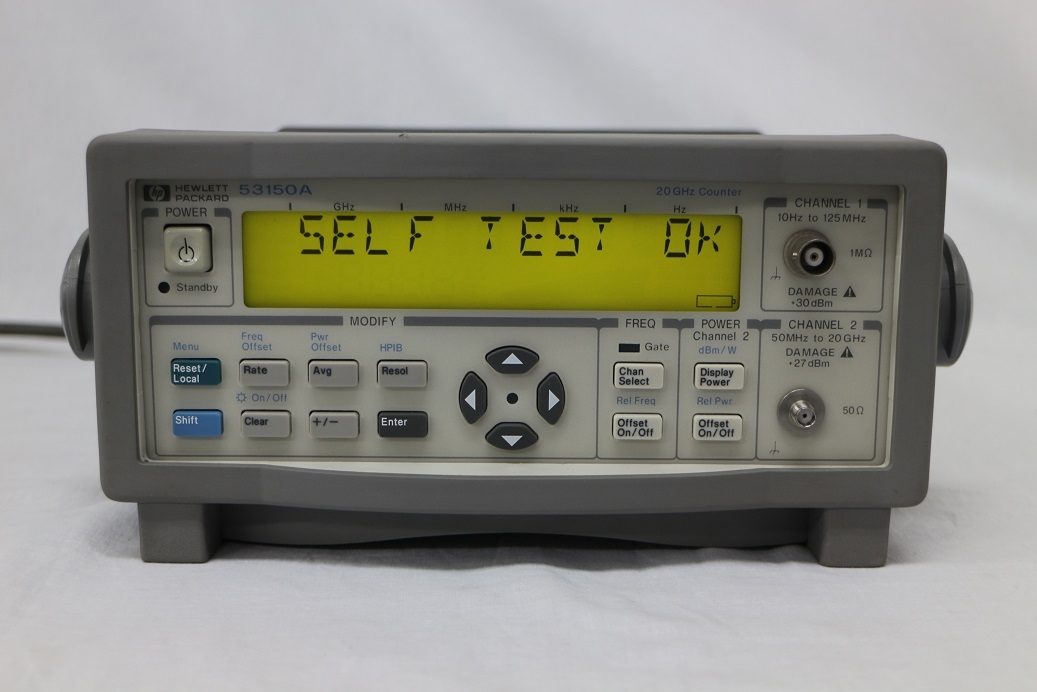 hp HEWLETT
PACKARD
53150A
20 GHz Counter
POWER
Standby
GHz MHz kHz Hz
SELF TEST OK
CHANNEL 1
10Hz to 125MHz
1MΩ
DAMAGE
+30dBm
MODIFY
Menu
Freq
Offset
Pwr
Offset
HPIB
Reset/
Local
Rate
Avg
Resol
On/Off
Shift
Clear
+/−
Enter
FREQ
Gate
Chan
Select
Rel Freq
Offset
On/Off
POWER
Channel 2
dBm/W
Display
Power
Rel Pwr
Offset
On/Off
CHANNEL 2
50MHz to 20GHz
DAMAGE
+27dBm
50Ω